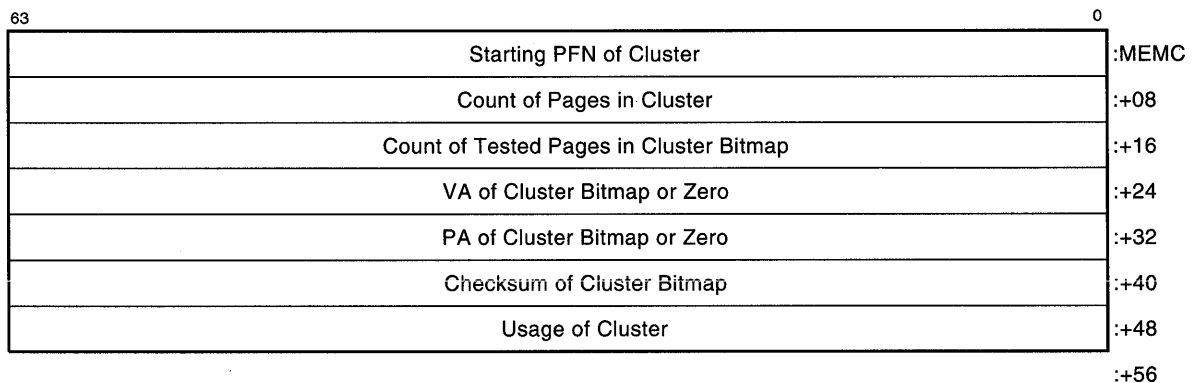 63 0
Starting PFN of Cluster :MEMC
Count of Pages in Cluster :+08
Count of Tested Pages in Cluster Bitmap :+16
VA of Cluster Bitmap or Zero :+24
PA of Cluster Bitmap or Zero :+32
Checksum of Cluster Bitmap :+40
Usage of Cluster :+48
:+56